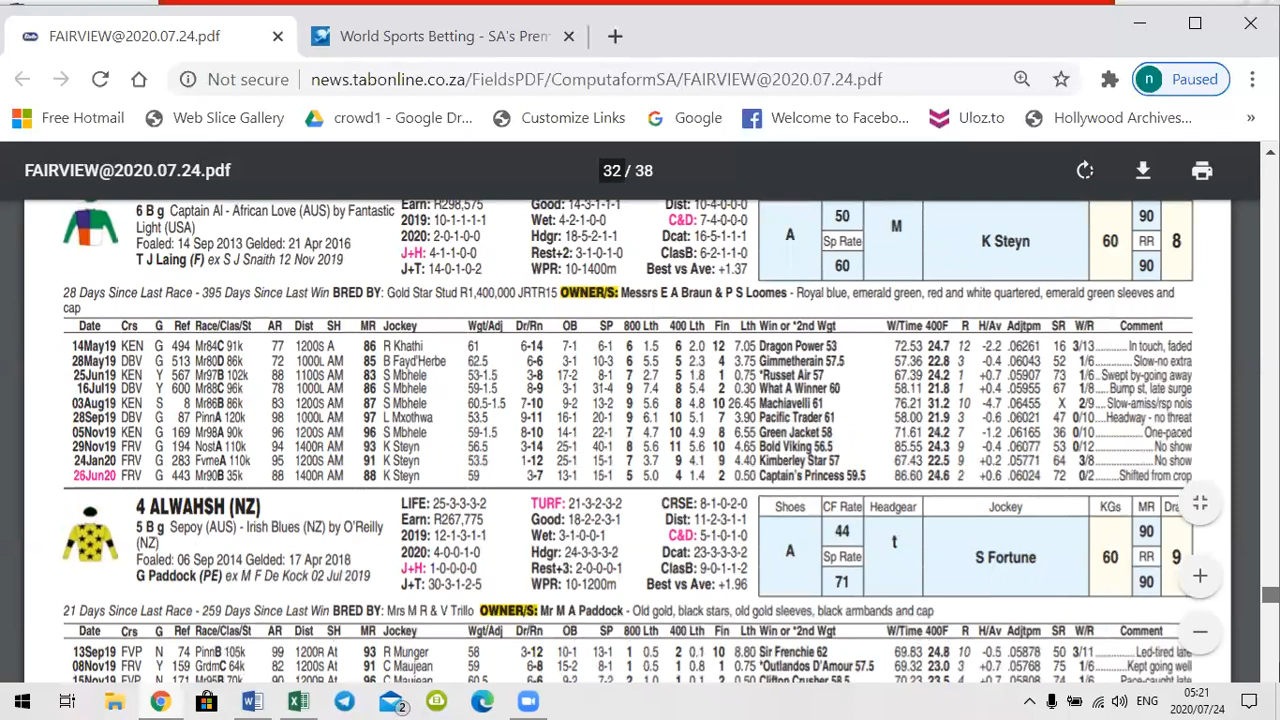 FAIRVIEW@2020.07.24.pdf
World Sports Betting - SA's Prem
Not secure news.tabonline.co.za/FieldsPDF/ComputaformSA/FAIRVIEW@2020.07.24.pdf n Paused
Free Hotmail Web Slice Gallery crowd1 - Google Dr... Customize Links Google Welcome to Facebo... Uloz.to Hollywood Archives... »
FAIRVIEW@2020.07.24.pdf 32 / 38
6 B g Captain Al - African Love (AUS) by Fantastic
Light (USA)
Foaled: 14 Sep 2013 Gelded: 21 Apr 2016
T J Laing (F) ex S J Snaith 12 Nov 2019
Earn: R298,575 Good: 14-3-1-1 Dist: 10-4-0-0-0
2019: 10-1-1-1-1 Wet: 4-2-1-0-0 C&D: 7-4-0-0-0
2020: 2-0-1-0-0 Hdgr: 18-5-2-1-1 Dcat: 16-5-1-1-1
J+H: 4-1-1-0-0 Rest+2: 3-1-0-1-0 ClasB: 6-2-1-1-0
J+T: 14-0-1-0-2 WPR: 10-1400m Best vs Ave: +1.37
A 50 Sp Rate 60 M K Steyn 60 90 RR 90 8
28 Days Since Last Race - 395 Days Since Last Win BRED BY: Gold Star Stud R1,400,000 JRTR15 OWNER/S: Messrs E A Braun & P S Loomes - Royal blue, emerald green, red and white quartered, emerald green sleeves and
cap
Date Crs G Ref Race/Clas/St AR Dist SH MR Jockey Wgt/Adj Dr/Rn OB SP 800 Lth 400 Lth Fin Lth Win or *2nd Wgt W/Time 400F R H/Av Adjtpm SR W/R Comment
14May19 KEN G 494 Mr84C 91k 77 1200S A 86 R Khathi 61 6-14 7-1 6-1 6 1.5 6 2.0 12 7.05 Dragon Power 53 72.53 24.7 12 -2.2 .06261 16 3/13 ..... In touch, faded
28May19 DBV G 513 Mr80D 86k 72 1000L AM 86 B Fayd'Herbe 62.5 6-6 3-1 10-3 6 5.5 2 2.3 4 3.75 Gimmetherain 57.5 57.36 22.8 3 -0.4 .06043 52 1/6 ..... Slow-no extra
25Jun19 KEN Y 567 Mr97B 102k 88 1100S AM 83 S Mbhele 53-1.5 3-8 17-2 8-1 7 2.7 5 1.8 1 0.75 *Russet Air 57 67.39 24.2 1 +0.7 .05907 73 1/6 ..... Swept by-going away
16Jul19 DBV Y 600 Mr88C 96k 78 1000S AM 86 S Mbhele 59-1.5 8-9 3-1 31-4 9 7.4 8 5.4 2 0.30 What A Winner 60 58.11 21.8 1 +0.4 .05955 67 1/6 ..... Bump st, late surge
03Aug19 KEN S 8 Mr86B 86k 83 1200S AM 87 S Mbhele 60.5-1.5 7-10 9-2 13-2 9 5.6 8 4.8 10 26.45 Machiavelli 61 76.21 31.2 10 -4.7 .06455 X 2/9 ..... Slow-amiss/rsp nois
28Sep19 DBV G 87 PinnA 120k 98 1000L AM 97 L Mxothwa 53.5 9-11 16-1 20-1 9 6.1 10 5.1 7 3.90 Pacific Trader 61 58.00 21.9 3 -0.6 .06021 47 0/10 ..... Headway - no threat
05Nov19 KEN G 169 Mr98A 90k 96 1200S AM 96 S Mbhele 59-1.5 8-10 14-1 22-1 7 4.7 10 4.9 8 6.55 Green Jacket 58 71.61 24.2 7 -1.2 .06165 36 0/10 ..... One-paced
29Nov19 FRV G 194 NostA 110k 94 1400R AM 93 K Steyn 56.5 3-14 25-1 40-1 8 5.6 11 5.6 10 4.65 Bold Viking 56.5 85.55 24.3 9 -0.4 .06077 53 0/12 ..... No show
24Jan20 FRV G 283 FvmeA 110k 95 1200S AM 91 K Steyn 53.5 1-12 25-1 15-1 7 3.7 9 4.1 9 4.40 Kimberley Star 57 67.43 22.5 9 +0.2 .05771 64 3/8 ..... No show
26Jun20 FRV G 453 Mr90B 35k 88 1400R AM 88 K Steyn 59 3-7 13-1 15-1 5 5.0 4 1.4 2 0.50 Captain's Princess 59.5 86.60 24.6 2 +0.6 .06024 72 0/2 ..... Shifted from crop
4 ALWAHSH (NZ)
5 B g Sepoy (AUS) - Irish Blues (NZ) by O'Reilly
(NZ)
Foaled: 06 Sep 2014 Gelded: 17 Apr 2018
G Paddock (PE) ex M F De Kock 02 Jul 2019
LIFE: 25-3-3-3-2 TURF: 21-3-2-3-2 CRSE: 8-1-0-2-0
Earn: R267,775 Good: 18-2-2-3-1 Dist: 11-2-3-1-1
2019: 12-1-3-1-1 Wet: 3-1-0-0-1 C&D: 5-1-0-1-0
2020: 4-0-0-1-0 Hdgr: 24-3-3-3-2 Dcat: 23-3-3-3-2
J+H: 1-0-0-0-0 Rest+3: 2-0-0-0-1 ClasB: 9-0-1-1-2
J+T: 30-3-1-2-5 WPR: 10-1200m Best vs Ave: +1.96
Shoes CF Rate Headgear Jockey KGs MR Dra
A 44 Sp Rate 71 t S Fortune 60 90 RR 90 9
21 Days Since Last Race - 259 Days Since Last Win BRED BY: Mrs M R & V Trillo OWNER/S: Mr M A Paddock - Old gold, black stars, old gold sleeves, black armbands and cap
Date Crs G Ref Race/Clas/St AR Dist SH MR Jockey Wgt/Adj Dr/Rn OB SP 800 Lth 400 Lth Fin Lth Win or *2nd Wgt W/Time 400F R H/Av Adjtpm SR W/R Comment
13Sep19 FVP N 74 PinnB 105k 99 1200R At 93 R Munger 58 3-12 10-1 13-1 1 0.5 2 0.1 10 8.80 Sir Frenchie 62 69.83 24.8 10 -0.5 .05878 50 3/11 ..... Led-tired late
08Nov19 FRV Y 159 GrdmC 64k 82 1200R At 91 C Maujean 59 6-8 15-2 8-1 1 0.8 1 0.8 1 0.75 *Outlandos D'Amour 57.5 69.32 23.0 3 +0.7 .05768 75 1/6 ..... Kept going well
ENG 05:21
2020/07/24
2